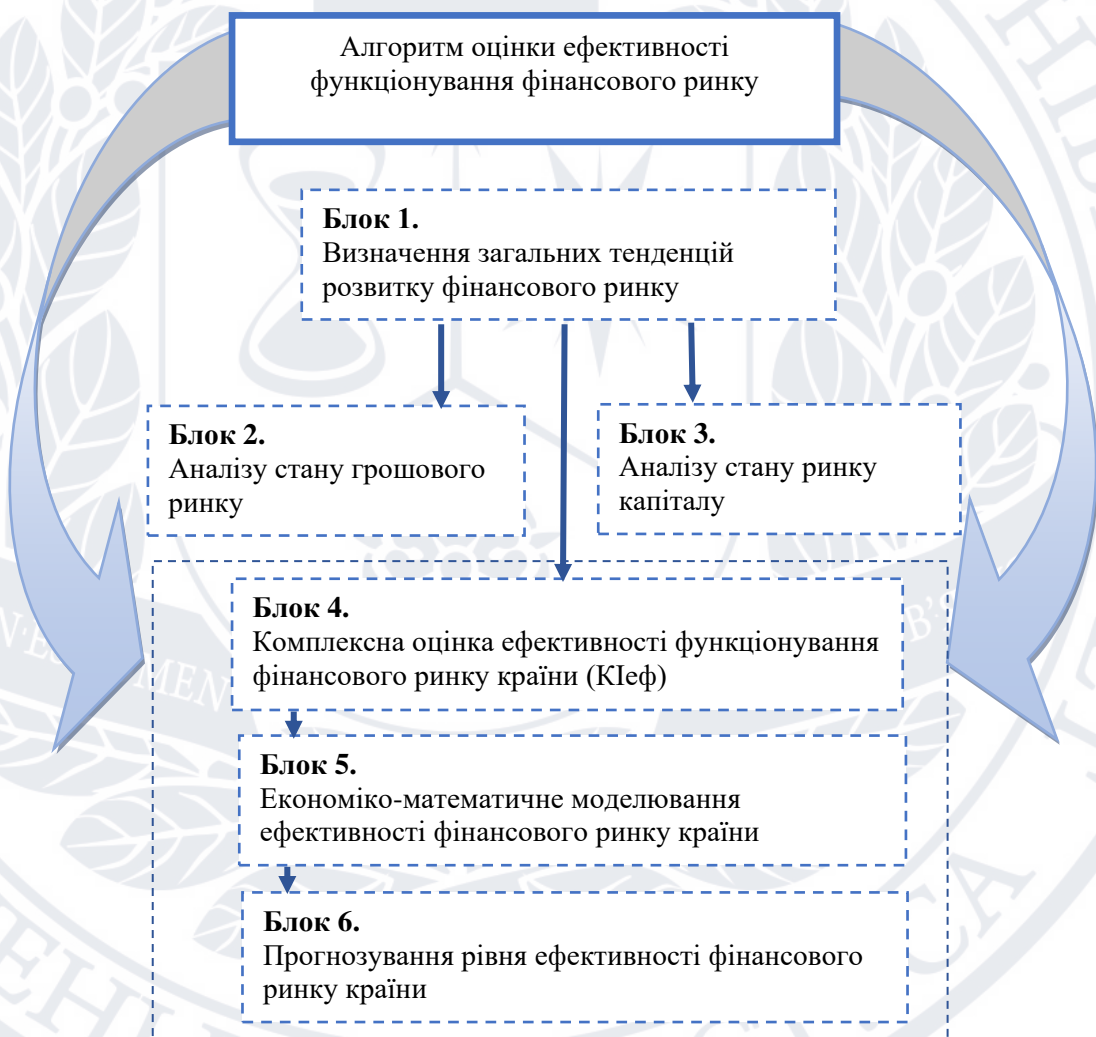 Алгоритм оцінки ефективності
функціонування фінансового ринку
Блок 1.
Визначення загальних тенденцій
розвитку фінансового ринку
Блок 2.
Аналізу стану грошового
ринку
Блок 3.
Аналізу стану ринку
капіталу
Блок 4.
Комплексна оцінка ефективності функціонування
фінансового ринку країни (КІеф)
Блок 5.
Економіко-математичне моделювання
ефективності фінансового ринку країни
Блок 6.
Прогнозування рівня ефективності фінансового
ринку країни